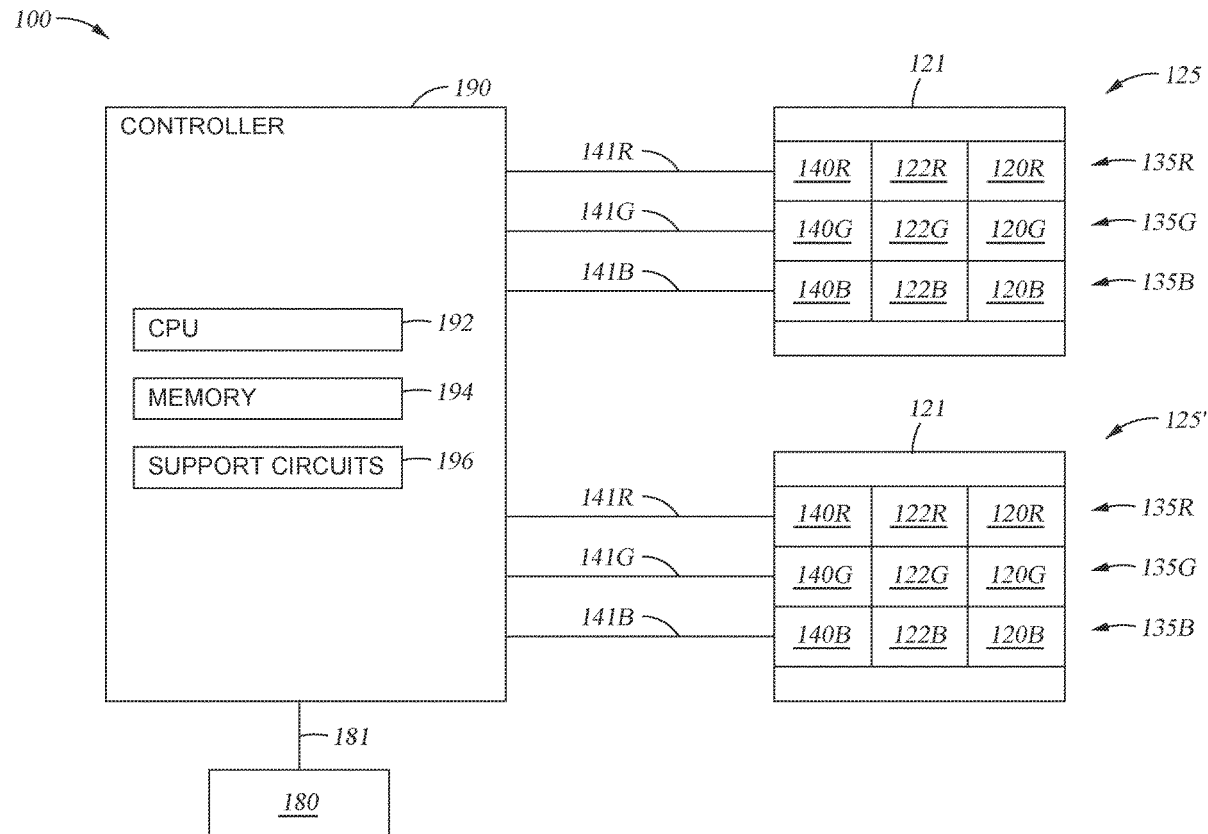 100
190
CONTROLLER
CPU
192
MEMORY
194
SUPPORT CIRCUITS
196
141R
141G
141B
121
125
140R 122R 120R
135R
140G 122G 120G
135G
140B 122B 120B
135B
141R
141G
141B
121
125'
140R 122R 120R
135R
140G 122G 120G
135G
140B 122B 120B
135B
181
180